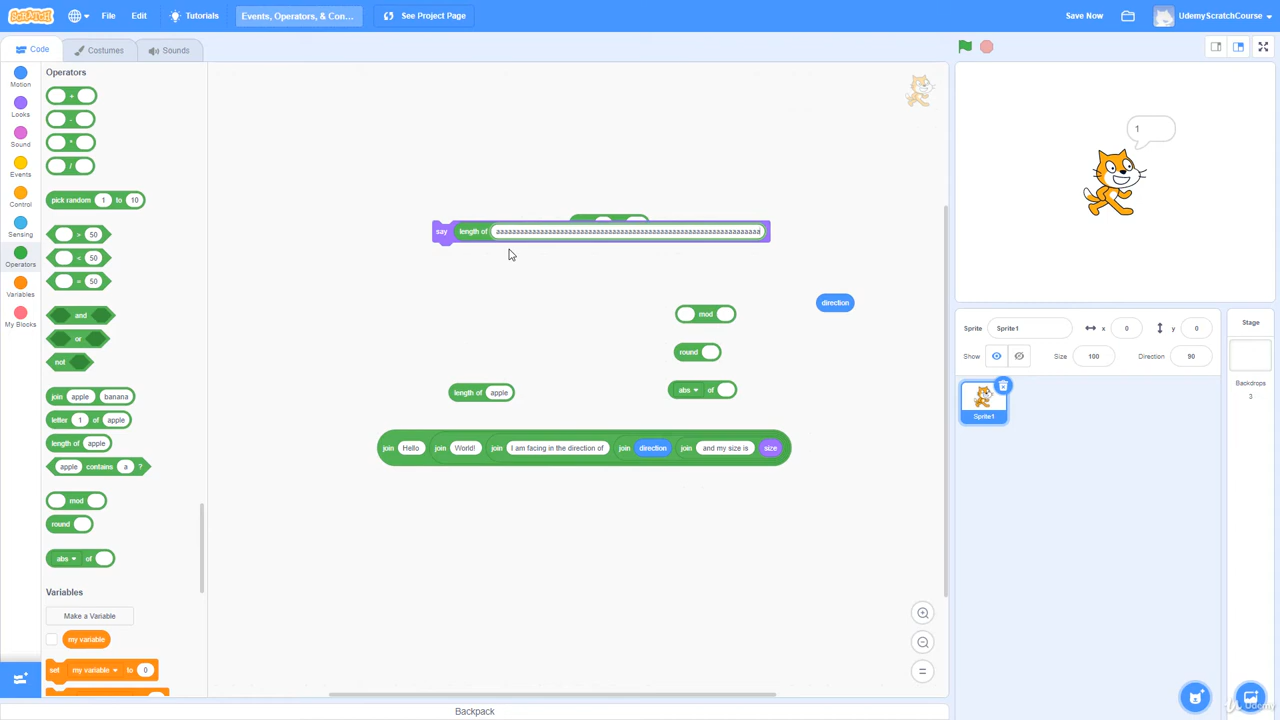 SCRATCH File Edit Tutorials Events, Operators, & Con... See Project Page Save Now UdemyScratchCourse
Code Costumes Sounds
Motion
Looks
Sound
Events
Control
Sensing
Operators
Variables
My Blocks
Operators
+
-
*
/
pick random 1 to 10
> 50
< 50
= 50
and
or
not
join apple banana
letter 1 of apple
length of apple
apple contains a ?
mod
round
abs of
Variables
Make a Variable
my variable
set my variable to 0
say length of
direction
mod
round
abs of
length of apple
join Hello join World! join I am facing in the direction of join direction join and my size is size
1
Sprite Sprite1 x 0 y 0
Show Size 100 Direction 90
Sprite1
Stage
Backdrops
3
Backpack
Udemy